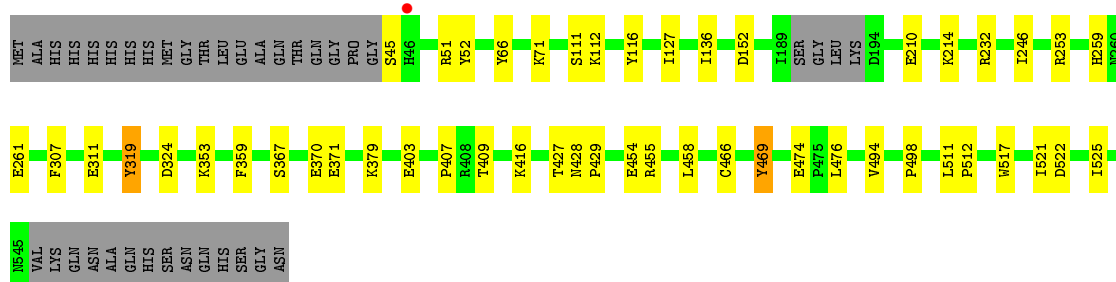 MET ALA HIS HIS HIS HIS HIS HIS MET GLY THR LEU GLU ALA GLN THR GLN GLY PRO GLY S45 H46 R51 Y52 Y66 K71 S111 K112 Y116 I127 I136 D152 I189 SER GLY LEU LYS D194 E210 K214 R232 I246 R253 H259 N260
E261 F307 E311 Y319 D324 K353 F359 S367 E370 E371 K379 E403 P407 R408 T409 K416 T427 N428 P429 E454 R455 L458 C466 Y469 E474 P475 L476 V494 P498 L511 P512 W517 I521 D522 I525
N545 VAL LYS GLN ASN ALA GLN HIS SER ASN GLN HIS SER GLY ASN